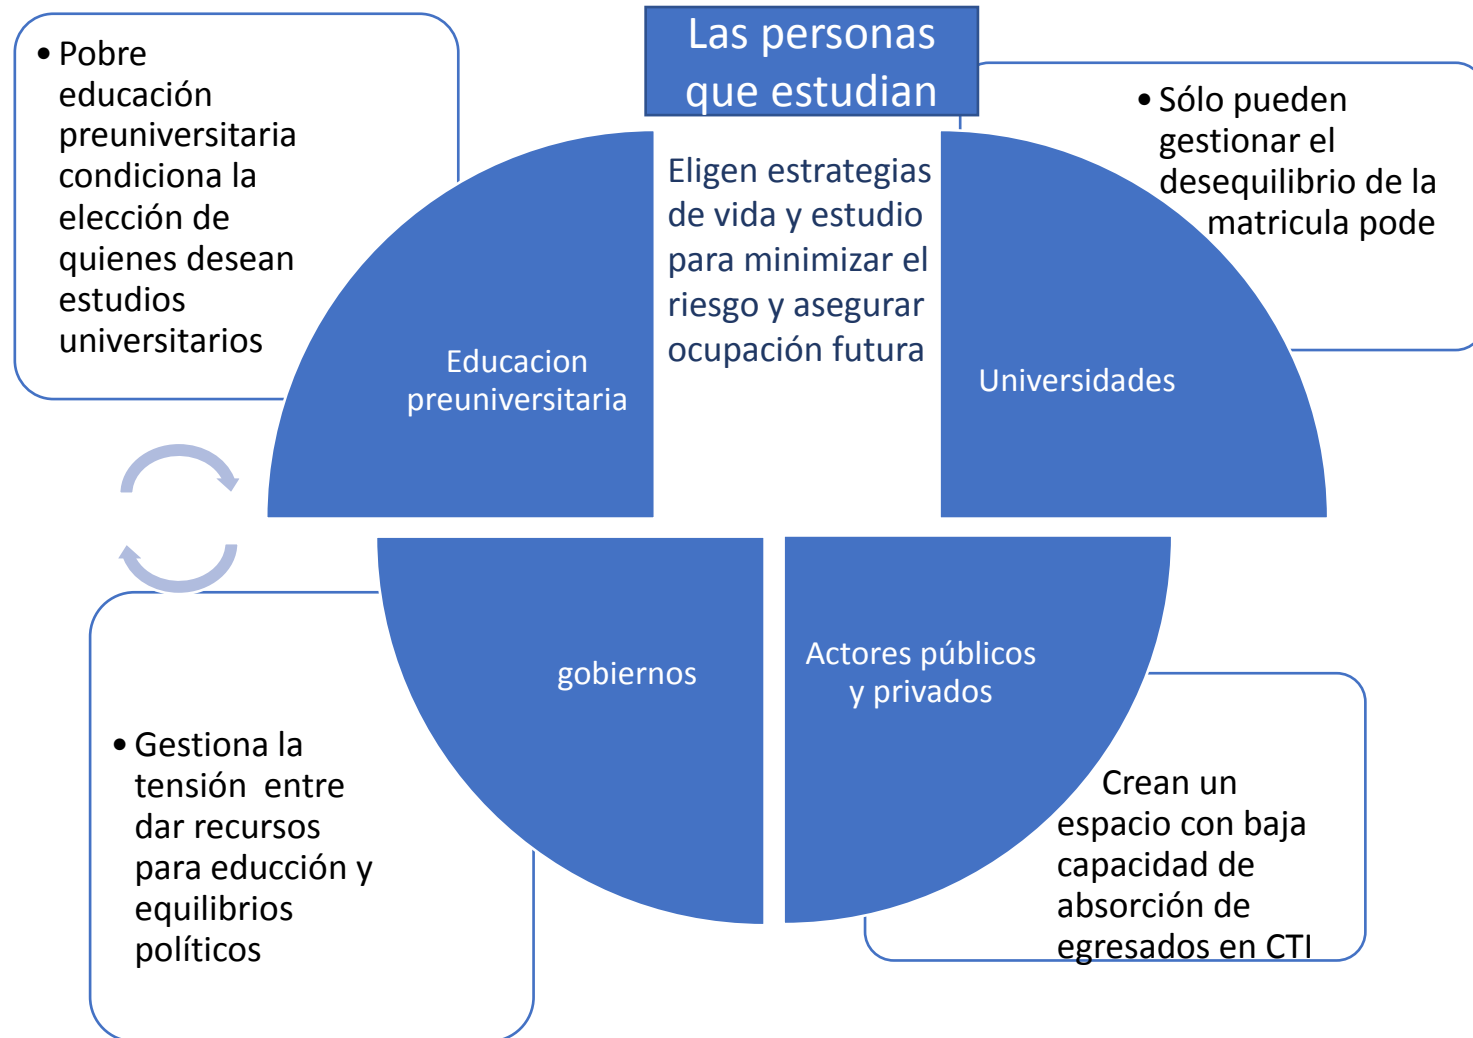 Las personas
que estudian
• Pobre
educación
preuniversitaria
condiciona la
elección de
quienes desean
estudios
universitarios
Eligen estrategias
de vida y estudio
para minimizar el
riesgo y asegurar
ocupación futura
• Sólo pueden
gestionar el
desequilibrio de la
matricula pode
Educacion
preuniversitaria
Universidades
gobiernos
Actores públicos
y privados
• Gestiona la
tensión entre
dar recursos
para educción y
equilibrios
políticos
Crean un
espacio con baja
capacidad de
absorción de
egresados en CTI